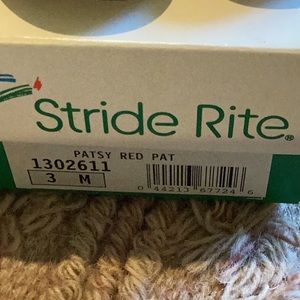 Stride Rite®
PATSY RED PAT
1302611
3 M
0 44213 67724 6